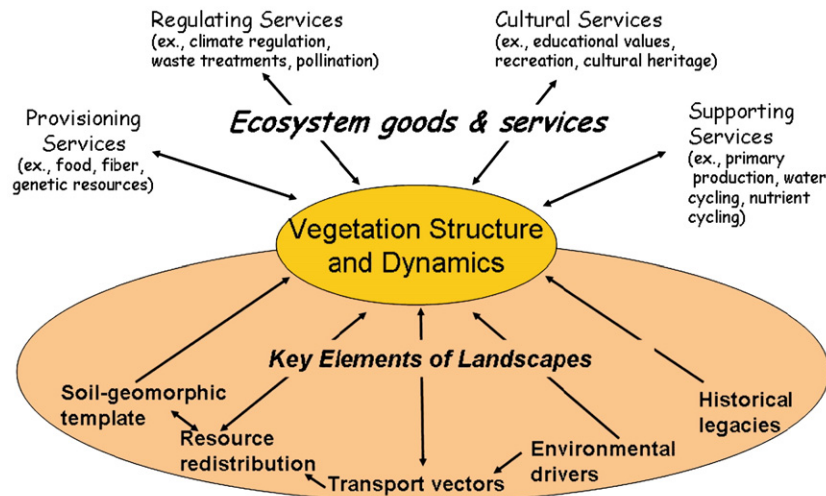 Regulating Services
(ex., climate regulation,
waste treatments, pollination)
Cultural Services
(ex., educational values,
recreation, cultural heritage)
Ecosystem goods & services
Provisioning
Services
(ex., food, fiber,
genetic resources)
Supporting
Services
(ex., primary
production, water
cycling, nutrient
cycling)
Vegetation Structure
and Dynamics
Key Elements of Landscapes
Soil-geomorphic
template
Historical
legacies
Resource
redistribution
Environmental
drivers
Transport vectors